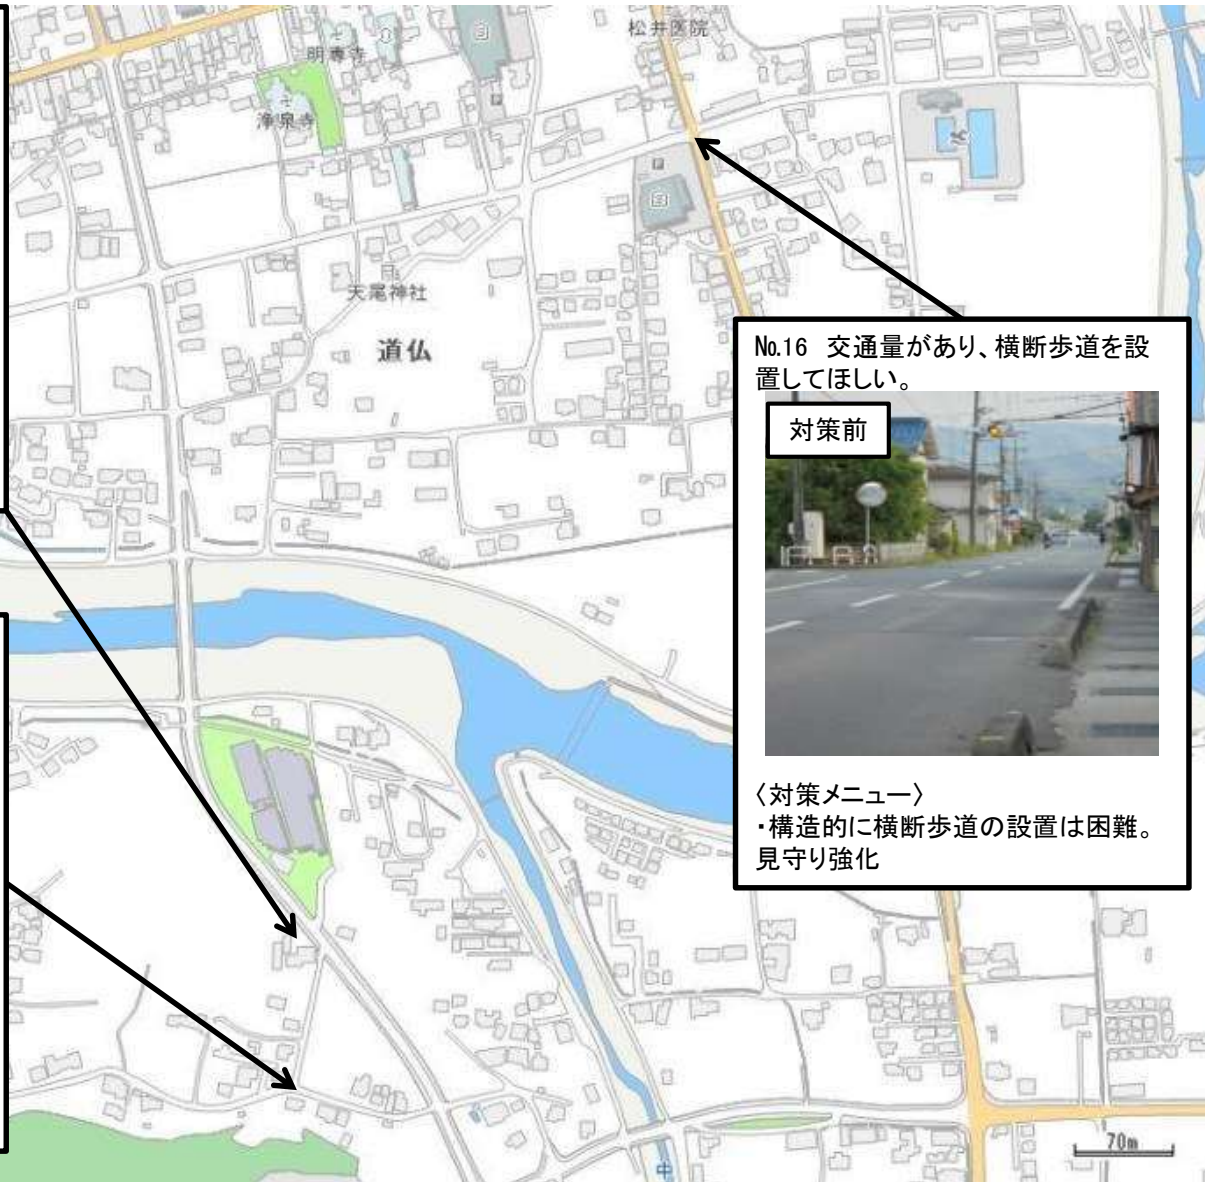 松井医院
明専寺
浄泉寺
天尾神社
道仏
No.16 交通量があり、横断歩道を設
置してほしい。
対策前
〈対策メニュー〉
・構造的に横断歩道の設置は困難。
見守り強化
70m
中